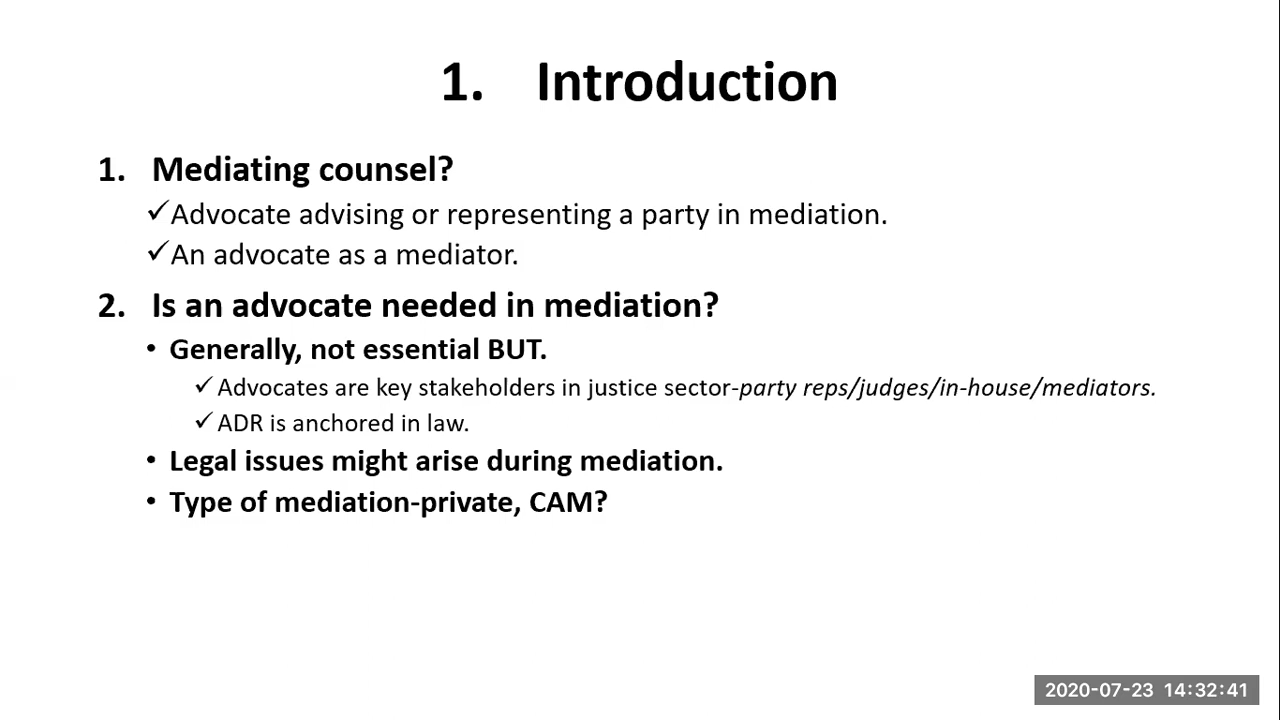 1. Introduction
1. Mediating counsel?
✓Advocate advising or representing a party in mediation.
✓An advocate as a mediator.
2. Is an advocate needed in mediation?
• Generally, not essential BUT.
✓Advocates are key stakeholders in justice sector-party reps/judges/in-house/mediators.
✓ADR is anchored in law.
• Legal issues might arise during mediation.
• Type of mediation-private, CAM?
2020-07-23 14:32:41